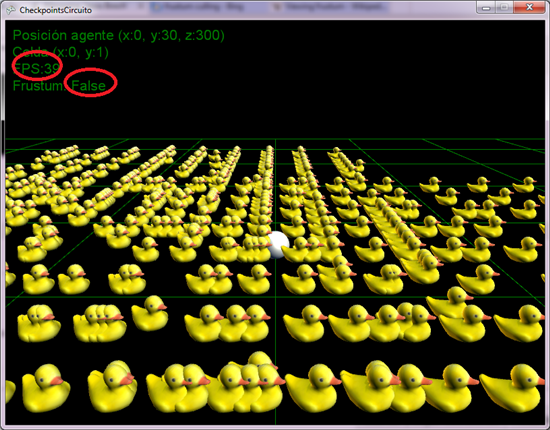 CheckpointsCircuito
Posición agente (x:0, y:30, z:300)
Celda (x:0, y:1)
FPS:39
Frustum: False